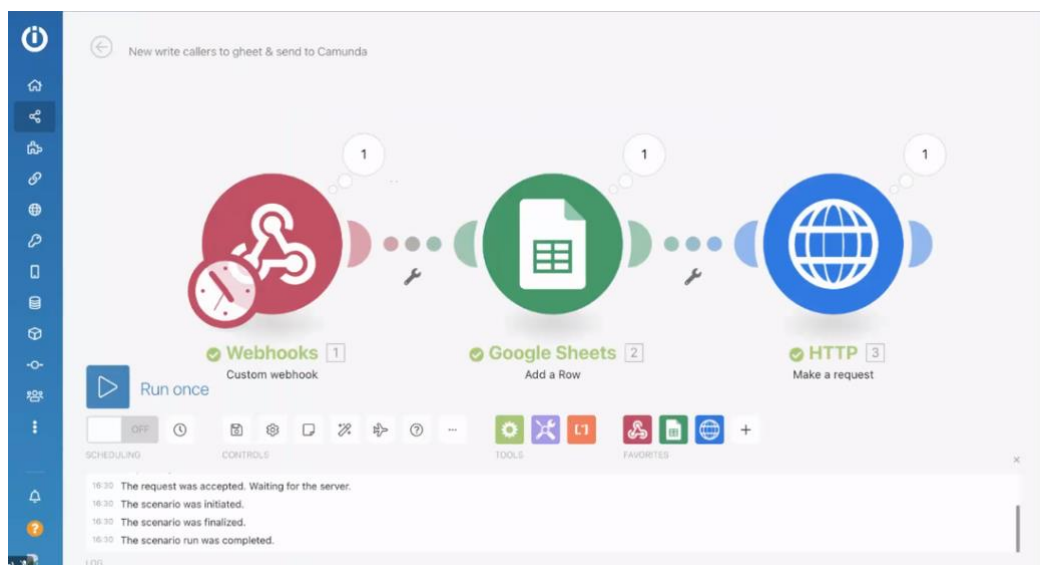 New write callers to gheet & send to Camunda
1
1
1
Webhooks 1
Custom webhook
Google Sheets 2
Add a Row
HTTP 3
Make a request
Run once
OFF
SCHEDULING
CONTROLS
TOOLS
FAVORITES
16:30 The request was accepted. Waiting for the server.
16:30 The scenario was initiated.
16:30 The scenario was finalized.
16:30 The scenario run was completed.
LOG